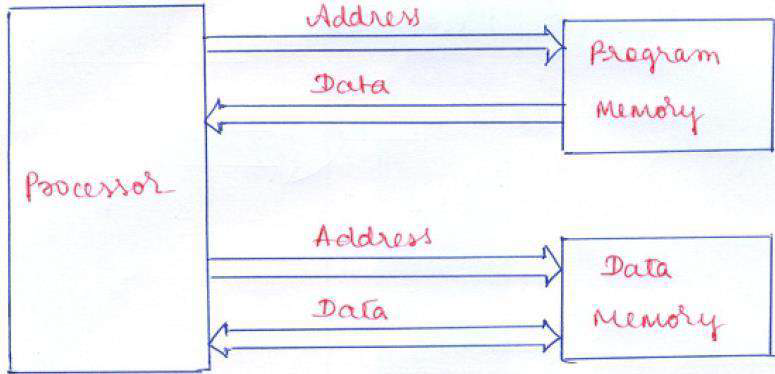 Address
Program
Data
Memory
Processor
Address
Data
Data
Memory